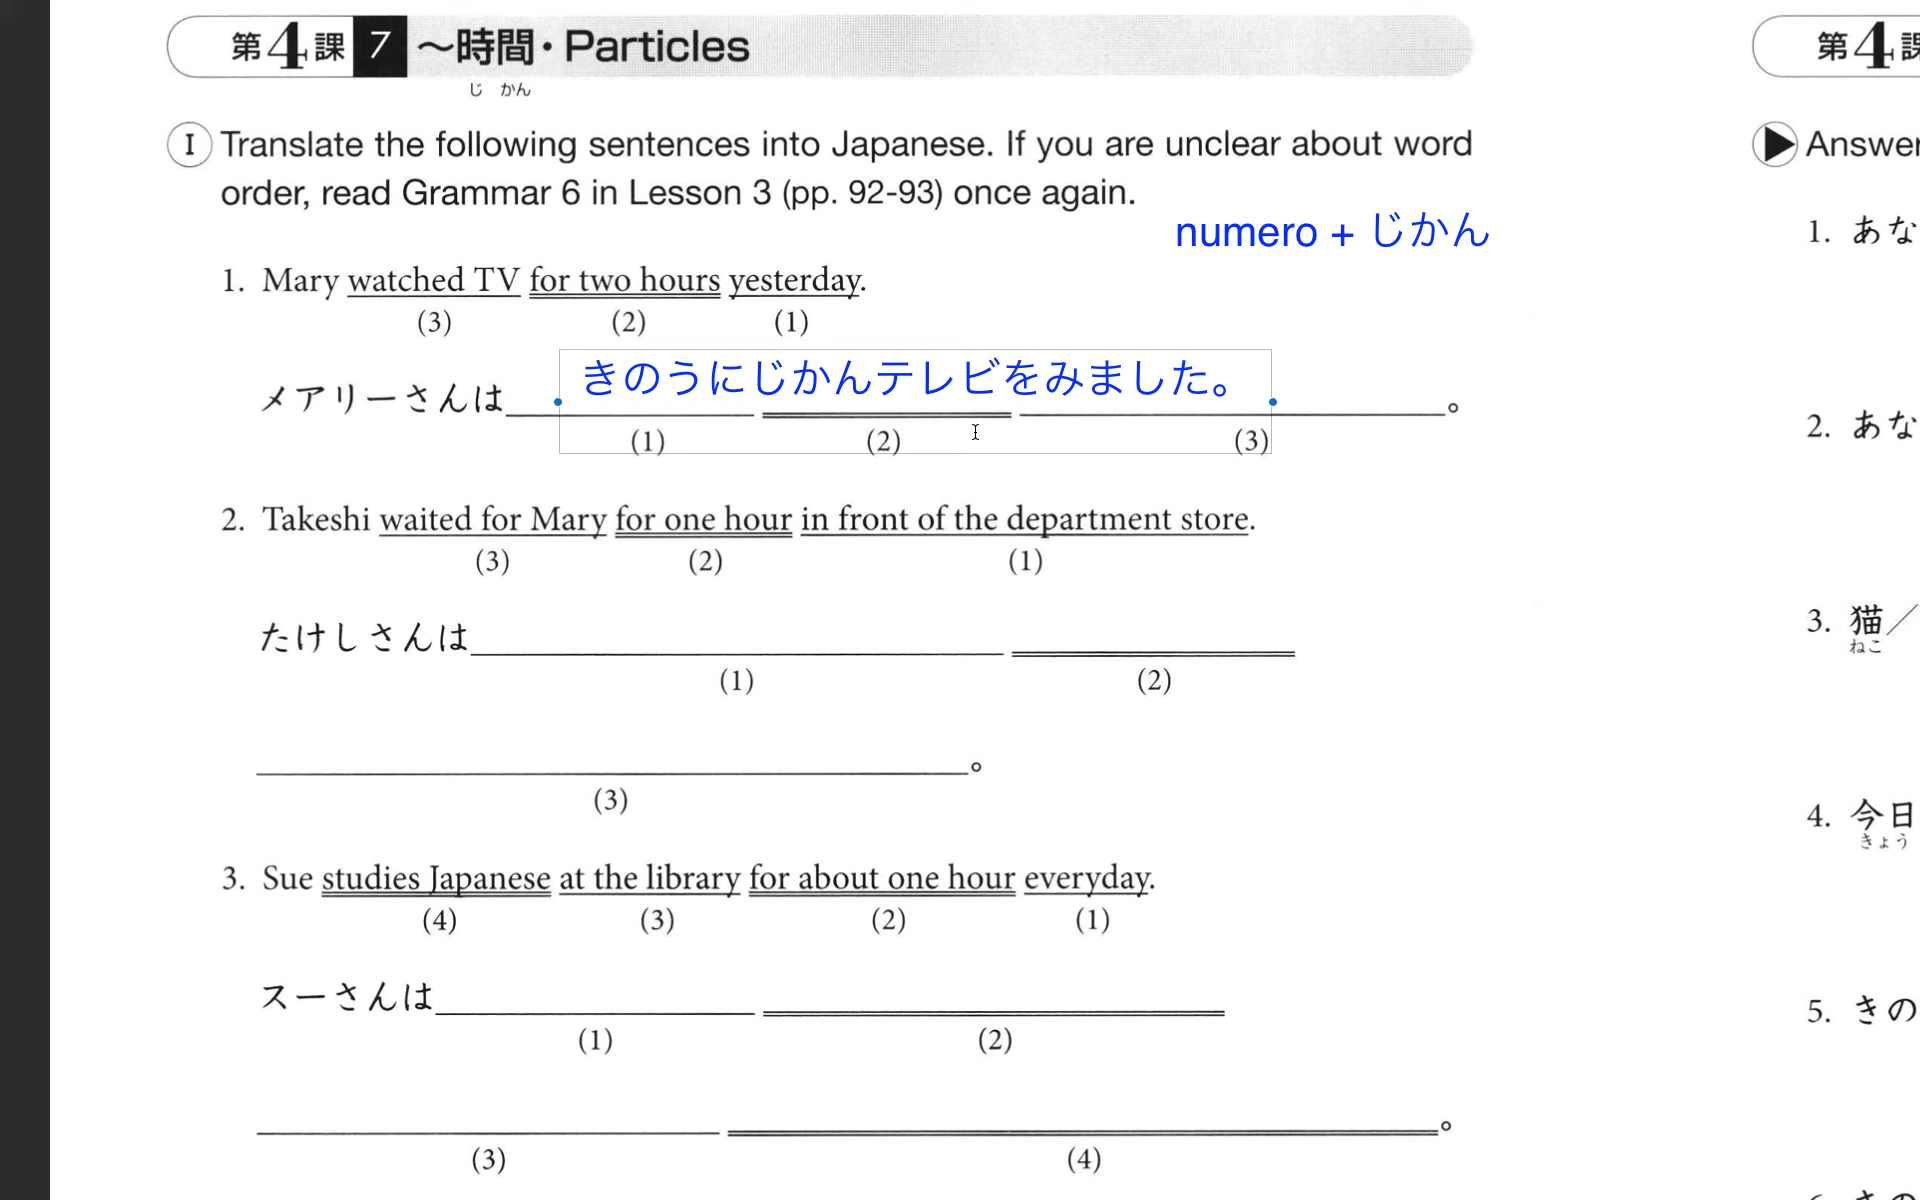 第4課 7 〜時間・Particles
じ かん
I Translate the following sentences into Japanese. If you are unclear about word
order, read Grammar 6 in Lesson 3 (pp. 92-93) once again.
numero + じかん
1. Mary watched TV for two hours yesterday.
(3) (2) (1)
きのうにじかんテレビをみました。
メアリーさんは 。
(1) (2) (3)
2. Takeshi waited for Mary for one hour in front of the department store.
(3) (2) (1)
たけしさんは
(1) (2)
。
(3)
3. Sue studies Japanese at the library for about one hour everyday.
(4) (3) (2) (1)
スーさんは
(1) (2)
。
(3) (4)
第4課
Answer
1. あな
2. あな
3. 猫／
ねこ
4. 今日
きょう
5. きの